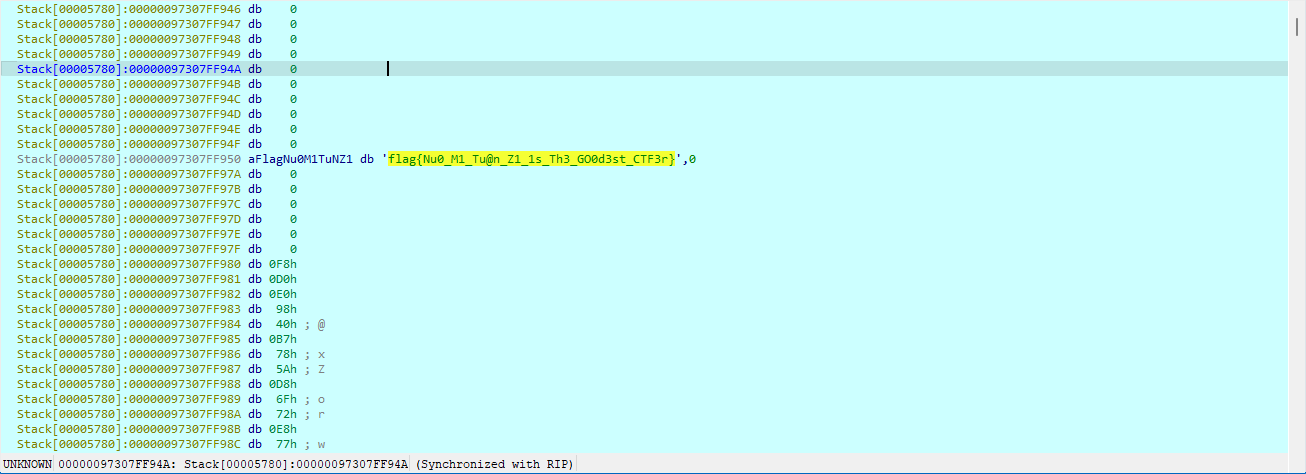 Stack[00005780]:00000097307FF946 db 0
Stack[00005780]:00000097307FF947 db 0
Stack[00005780]:00000097307FF948 db 0
Stack[00005780]:00000097307FF949 db 0
Stack[00005780]:00000097307FF94A db 0
Stack[00005780]:00000097307FF94B db 0
Stack[00005780]:00000097307FF94C db 0
Stack[00005780]:00000097307FF94D db 0
Stack[00005780]:00000097307FF94E db 0
Stack[00005780]:00000097307FF94F db 0
Stack[00005780]:00000097307FF950 aFlagNu0M1TuNZ1 db 'flag{Nu0_M1_Tu@n_Z1_1s_Th3_GO0d3st_CTF3r}',0
Stack[00005780]:00000097307FF97A db 0
Stack[00005780]:00000097307FF97B db 0
Stack[00005780]:00000097307FF97C db 0
Stack[00005780]:00000097307FF97D db 0
Stack[00005780]:00000097307FF97E db 0
Stack[00005780]:00000097307FF97F db 0
Stack[00005780]:00000097307FF980 db 0F8h
Stack[00005780]:00000097307FF981 db 0D0h
Stack[00005780]:00000097307FF982 db 0E0h
Stack[00005780]:00000097307FF983 db 98h
Stack[00005780]:00000097307FF984 db 40h ; @
Stack[00005780]:00000097307FF985 db 0B7h
Stack[00005780]:00000097307FF986 db 78h ; x
Stack[00005780]:00000097307FF987 db 5Ah ; Z
Stack[00005780]:00000097307FF988 db 0D8h
Stack[00005780]:00000097307FF989 db 6Fh ; o
Stack[00005780]:00000097307FF98A db 72h ; r
Stack[00005780]:00000097307FF98B db 0E8h
Stack[00005780]:00000097307FF98C db 77h ; w
UNKNOWN 00000097307FF94A: Stack[00005780]:00000097307FF94A (Synchronized with RIP)